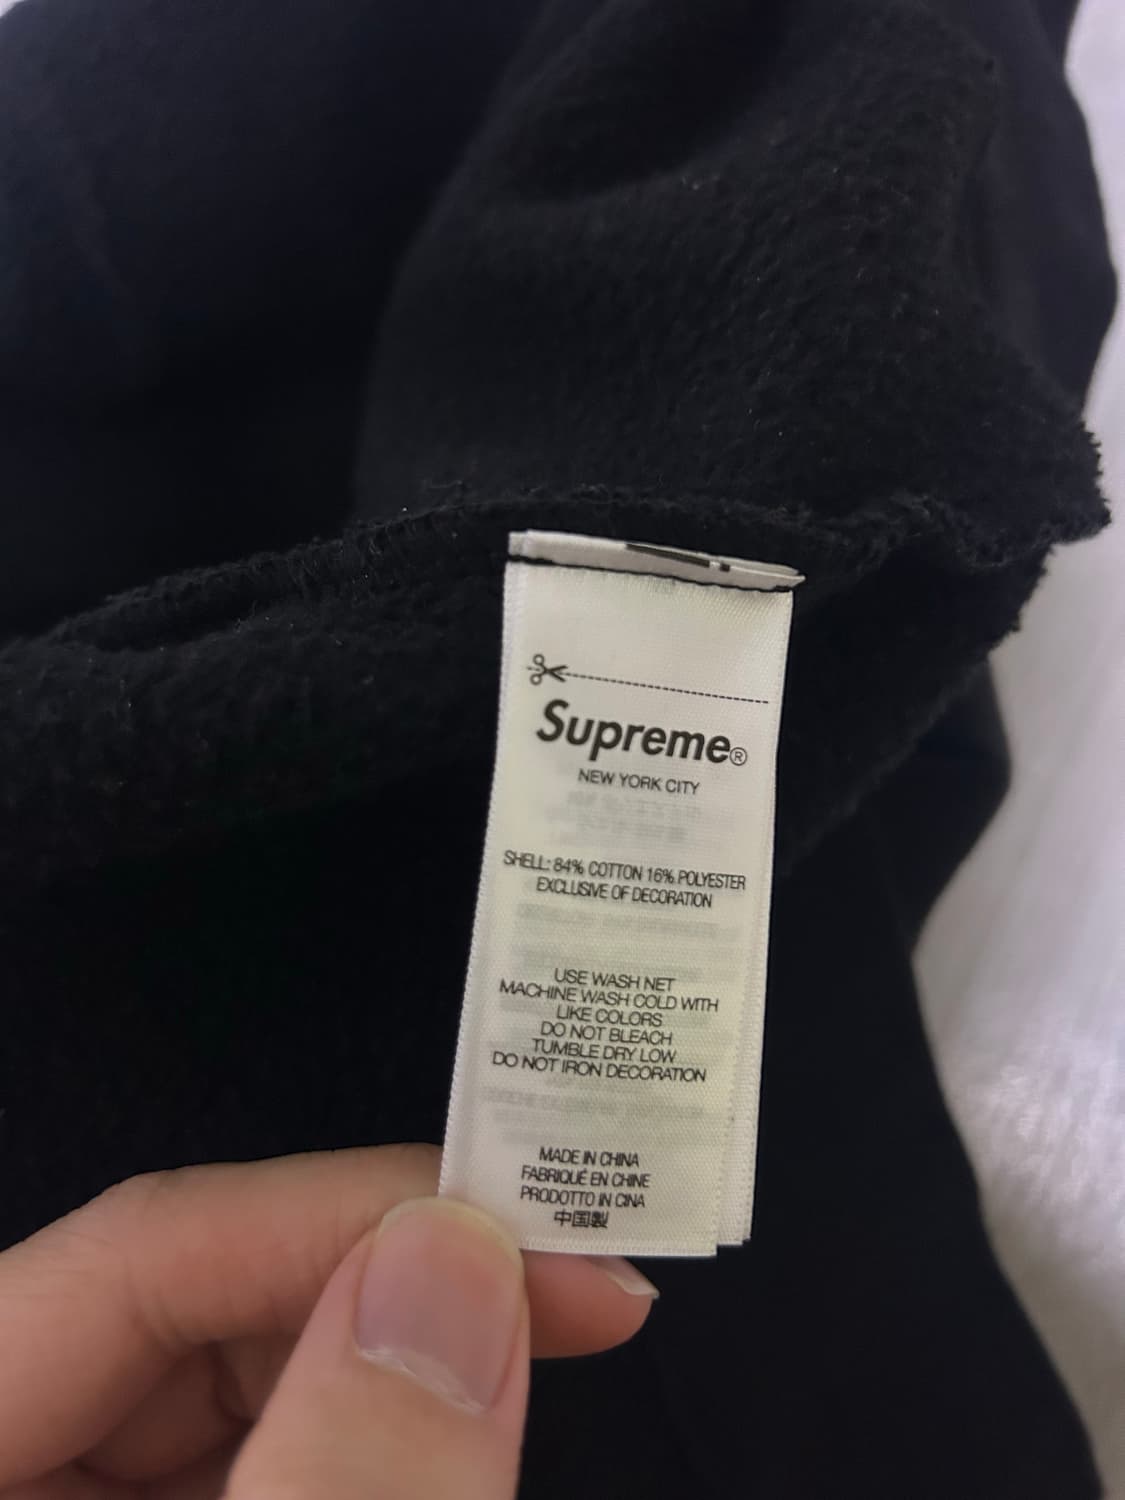 Supreme®
NEW YORK CITY
SHELL: 84% COTTON 16% POLYESTER
EXCLUSIVE OF DECORATION
USE WASH NET
MACHINE WASH COLD WITH
LIKE COLORS
DO NOT BLEACH
TUMBLE DRY LOW
DO NOT IRON DECORATION
MADE IN CHINA
FABRIQUÉ EN CHINE
PRODOTTO IN CINA
中国製